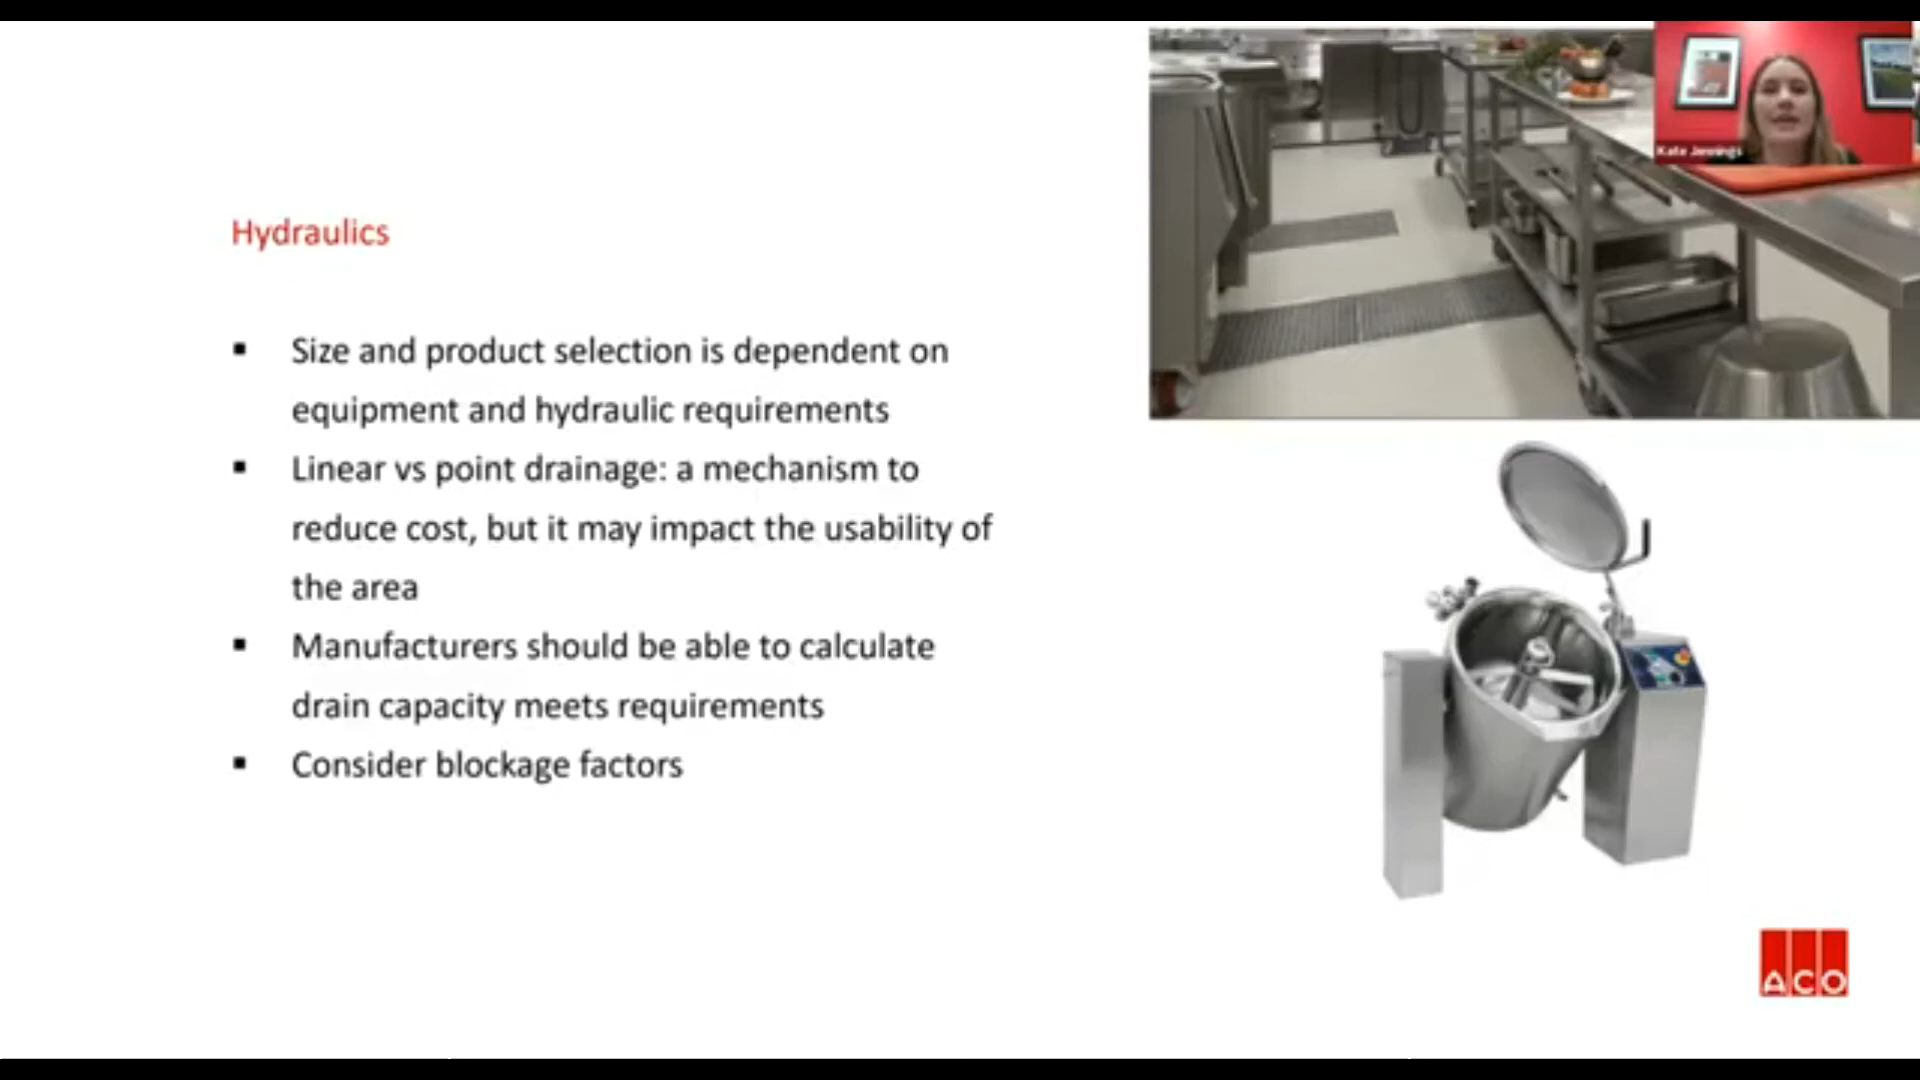 Kate Jennings
Hydraulics
▪ Size and product selection is dependent on
equipment and hydraulic requirements
▪ Linear vs point drainage: a mechanism to
reduce cost, but it may impact the usability of
the area
▪ Manufacturers should be able to calculate
drain capacity meets requirements
▪ Consider blockage factors
ACO